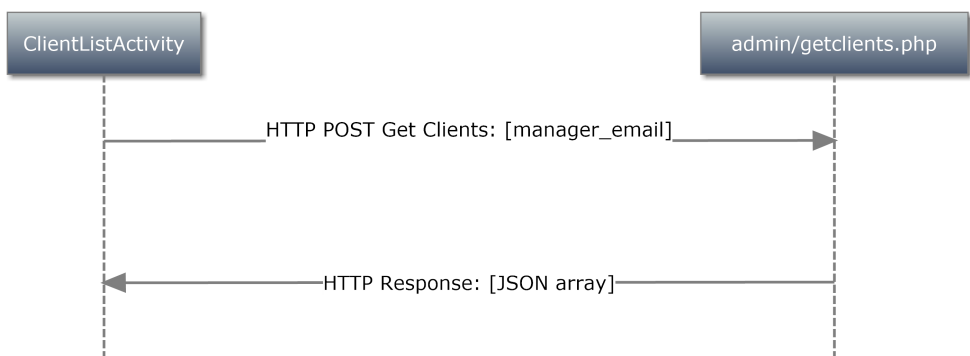 ClientListActivity
admin/getclients.php
HTTP POST Get Clients: [manager_email]
HTTP Response: [JSON array]